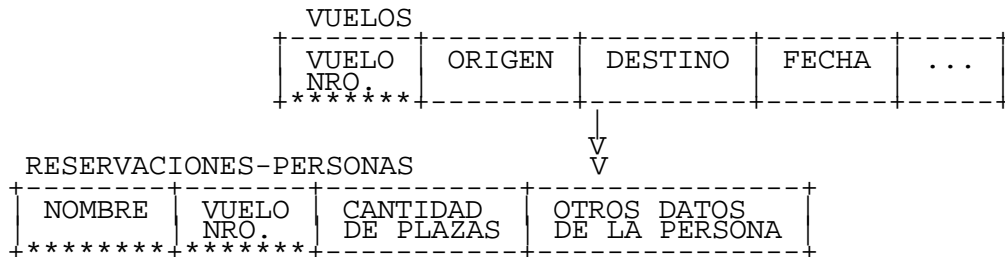 VUELOS
+--------+---------+-----------+--------+-----+
| VUELO | ORIGEN | DESTINO | FECHA | ... |
| NRO. | | | | |
+*******+---------+-----------+--------+-----+
|
V
V
RESERVACIONES-PERSONAS
+--------+-------+------------+----------------+
| NOMBRE | VUELO | CANTIDAD | OTROS DATOS |
| | NRO. | DE PLAZAS | DE LA PERSONA |
+********+*******+------------+----------------+